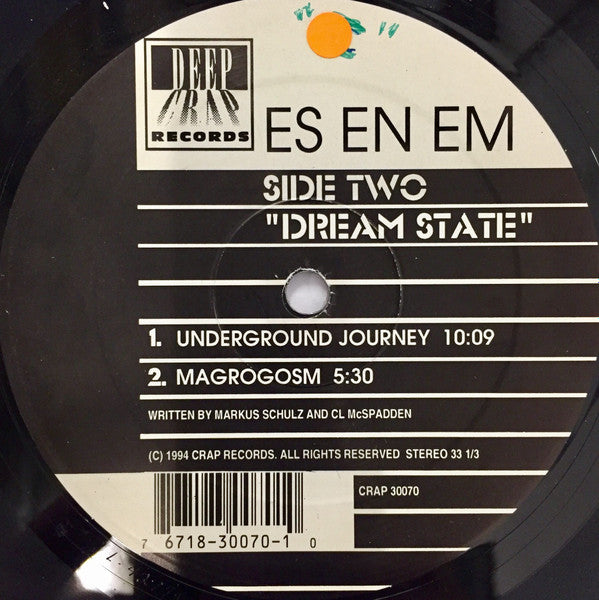 DEEP
CRAP
RECORDS
ES EN EM
SIDE TWO
"DREAM STATE"
1. UNDERGROUND JOURNEY 10:09
2. MAGROGOSM 5:30
WRITTEN BY MARKUS SCHULZ AND CL McSPADDEN
(C) 1994 CRAP RECORDS. ALL RIGHTS RESERVED STEREO 33 1/3
CRAP 30070
7 6718-30070-1 0